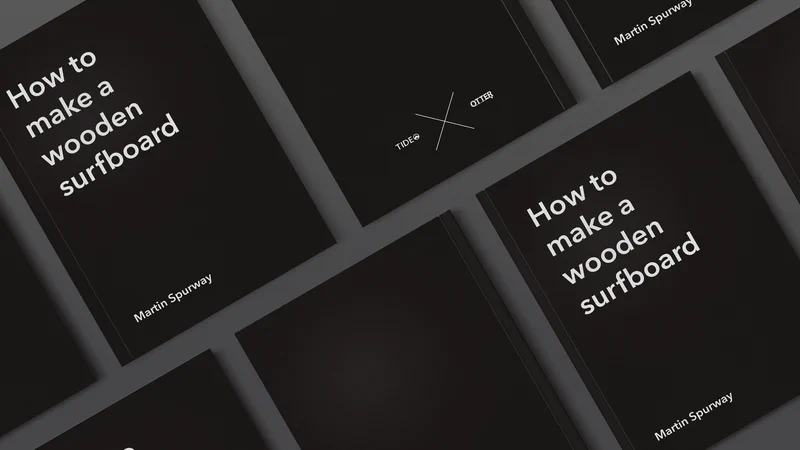 How to
make a
wooden
surfboard
Martin Spurway
TIDE
OTTER
Martin Spurway
How to
make a
wooden
surfboard
Martin Spurway